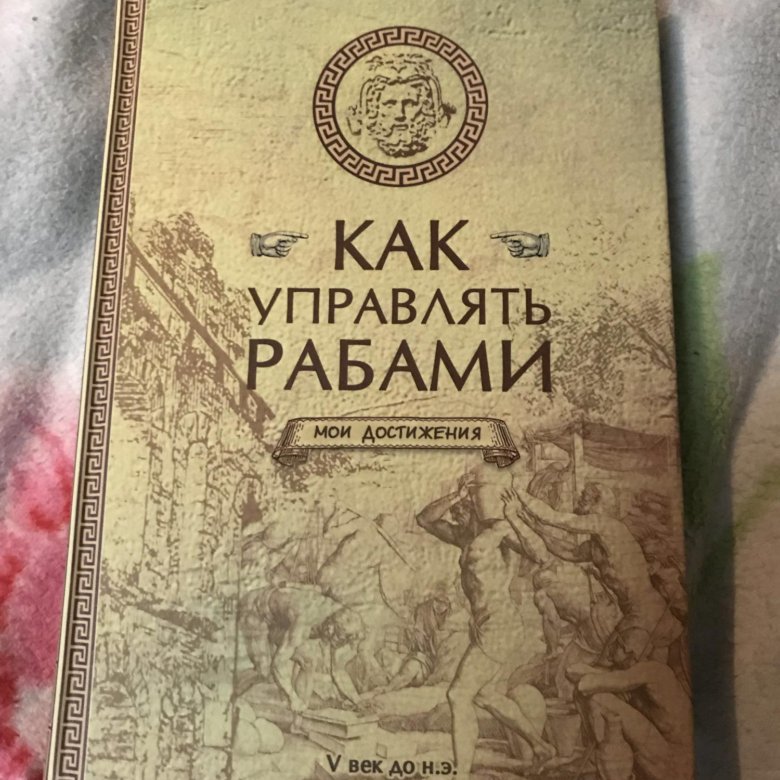 КАК
УПРАВЛЯТЬ
РАБАМИ
МОИ ДОСТИЖЕНИЯ
V век до н.э.